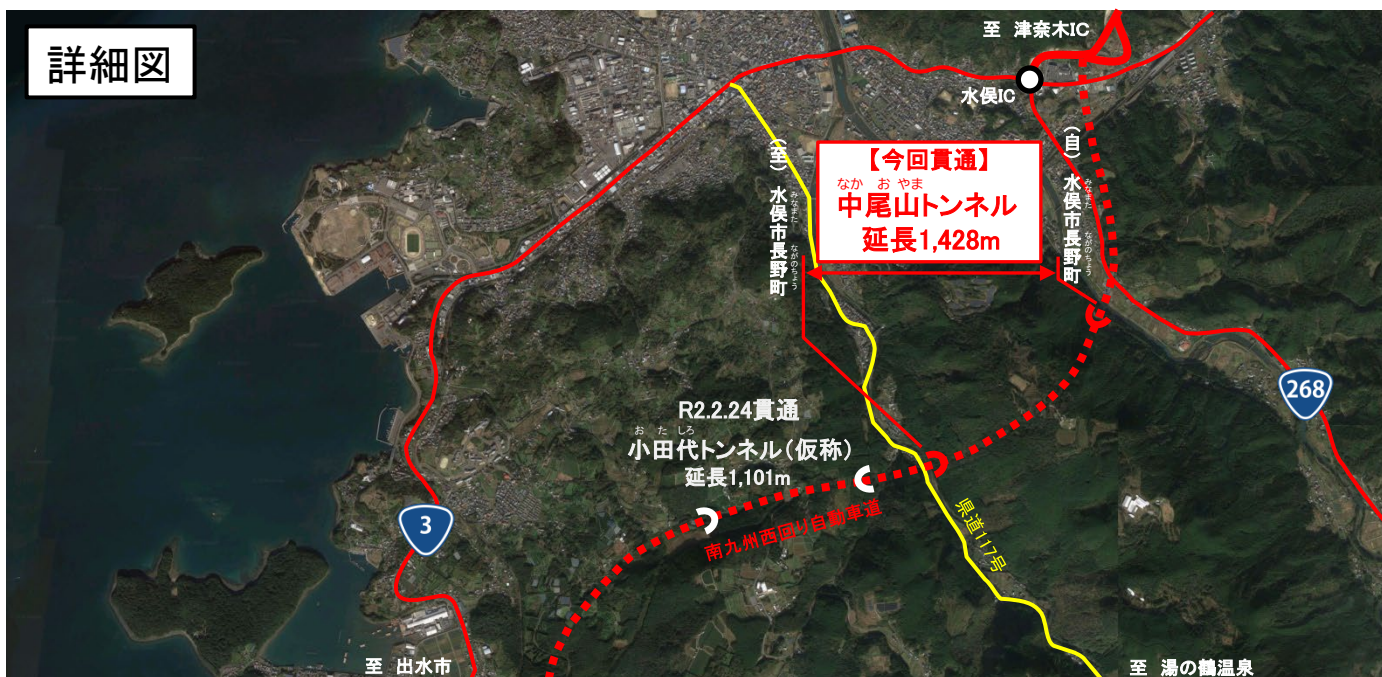 詳細図
至 津奈木IC
水俣IC
(自)水俣市長野町
みなまた
ながのちょう
(至)水俣市長野町
みなまた
ながのちょう
【今回貫通】
なか お やま
中尾山トンネル
延長1,428m
268
R2.2.24貫通
お た しろ
小田代トンネル(仮称)
延長1,101m
南九州西回り自動車道
県道117号
3
至 出水市
至 湯の鶴温泉